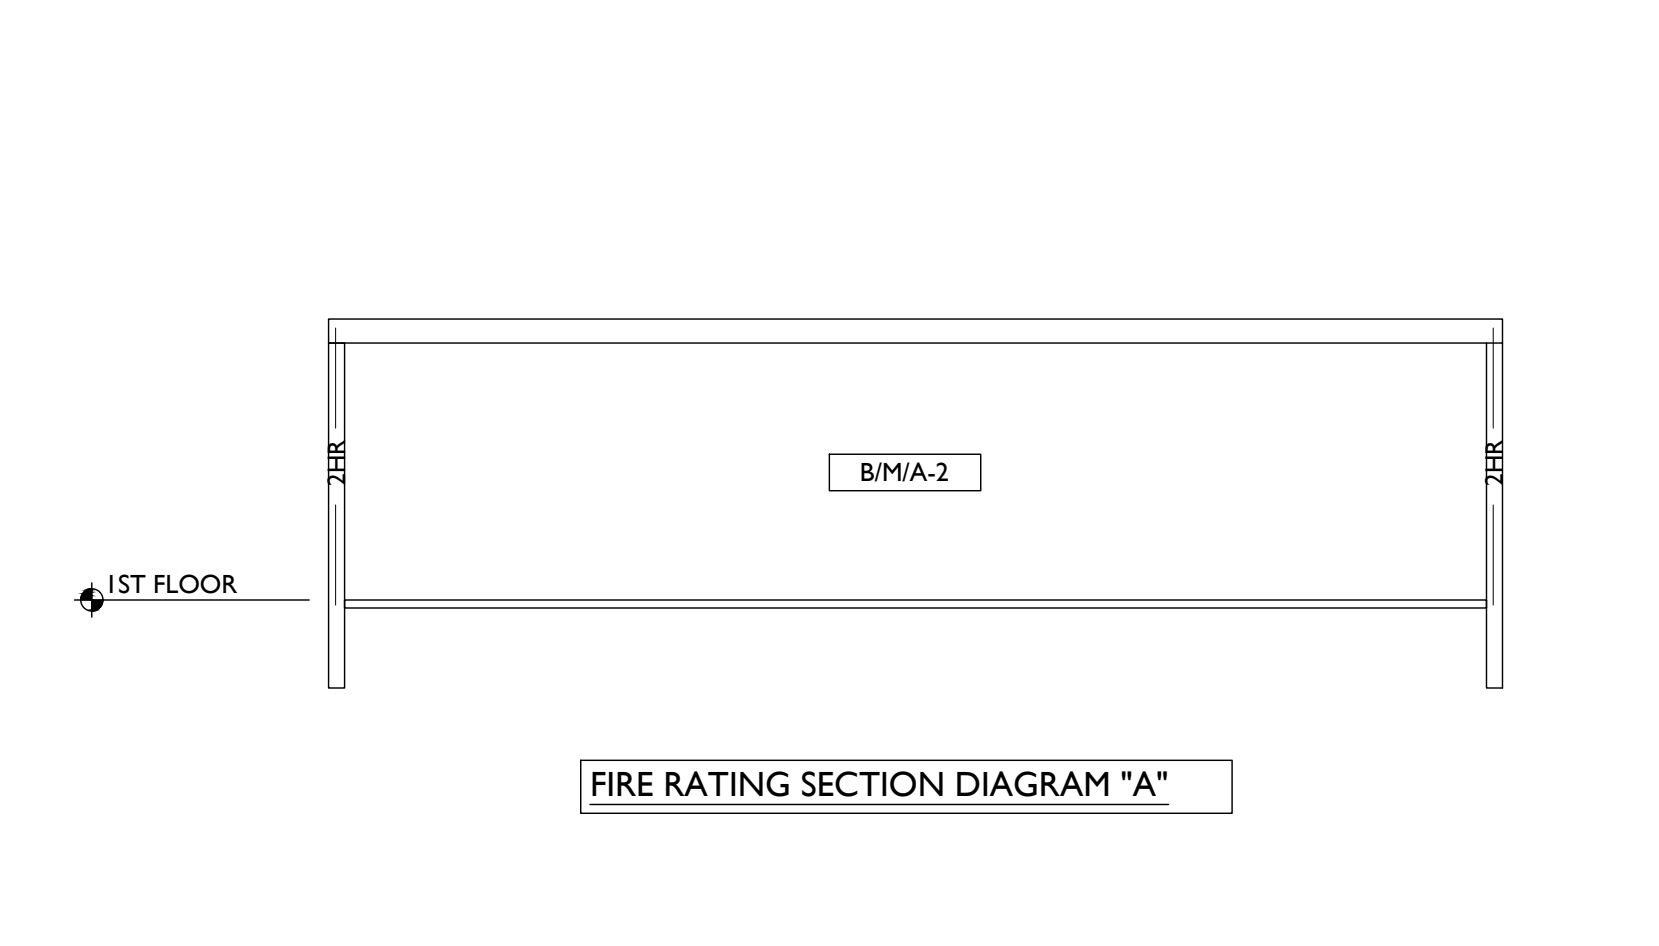 2HR
B/M/A-2
2HR
1ST FLOOR
FIRE RATING SECTION DIAGRAM "A"